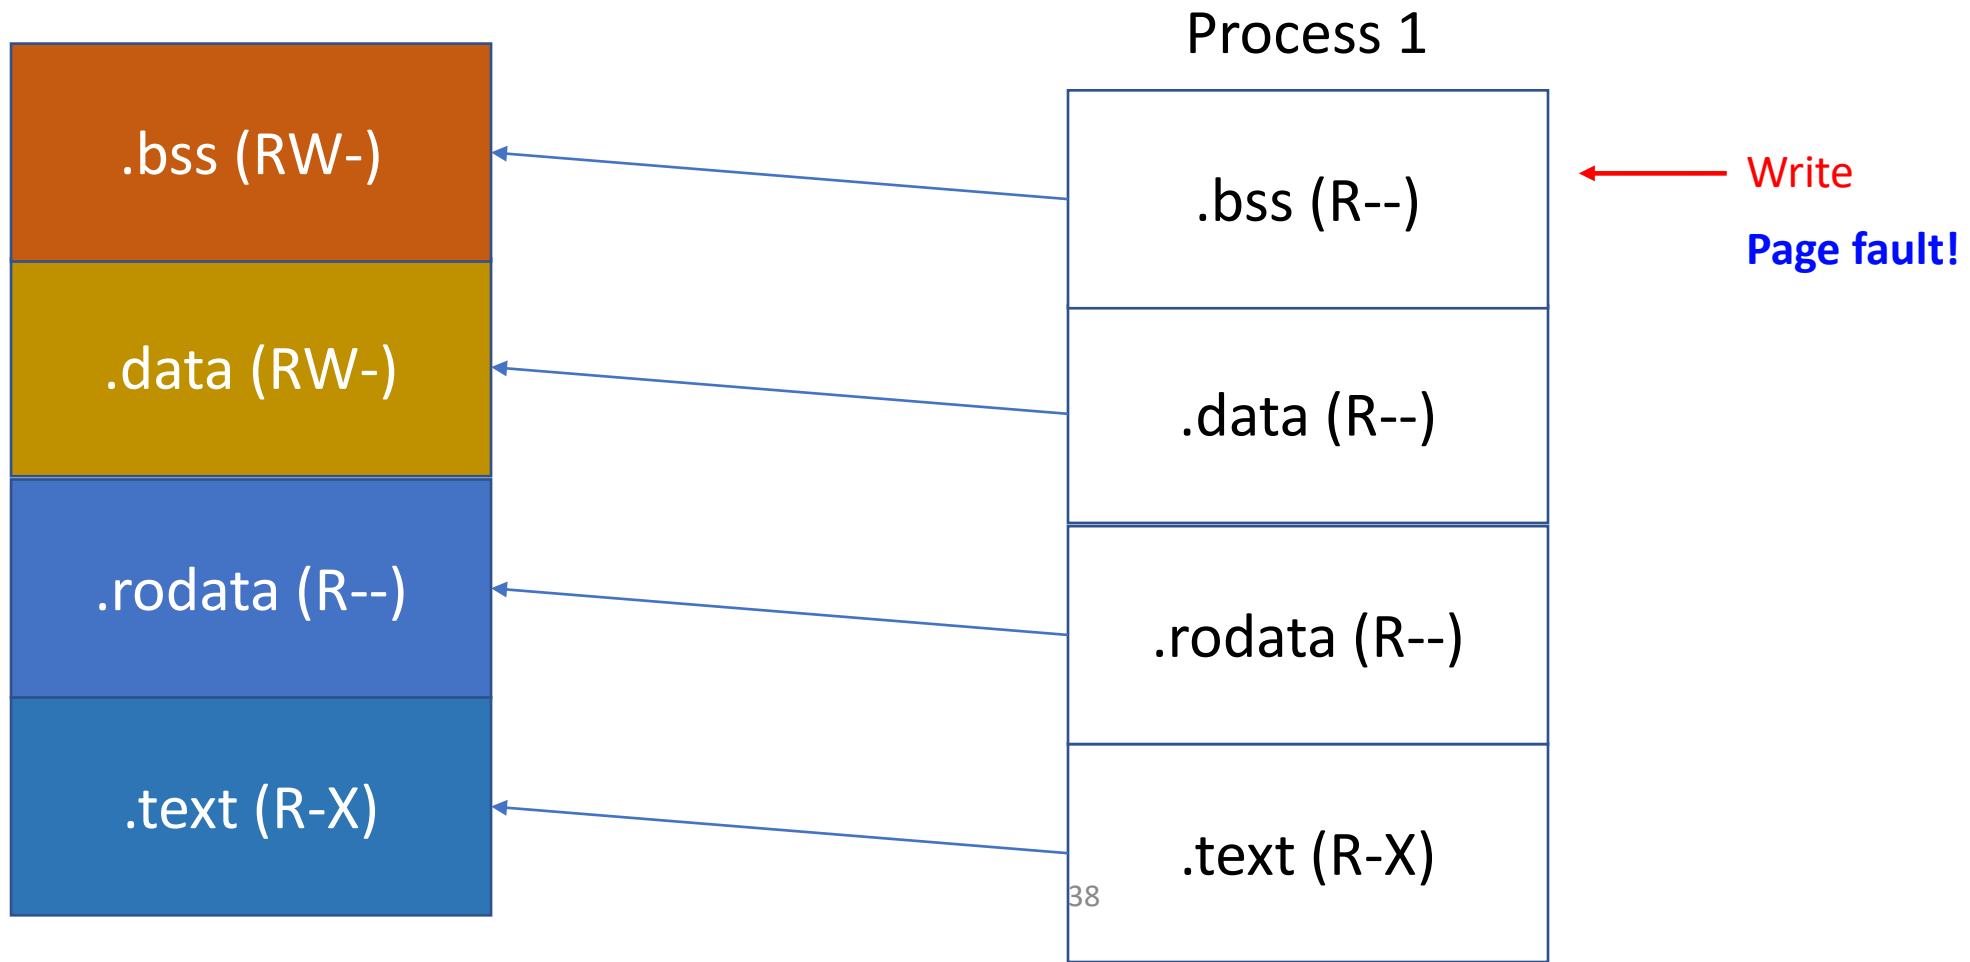 Process 1
.bss (RW-)
.data (RW-)
.rodata (R--)
.text (R-X)
.bss (R--)
.data (R--)
.rodata (R--)
.text (R-X)
38
Write
Page fault!